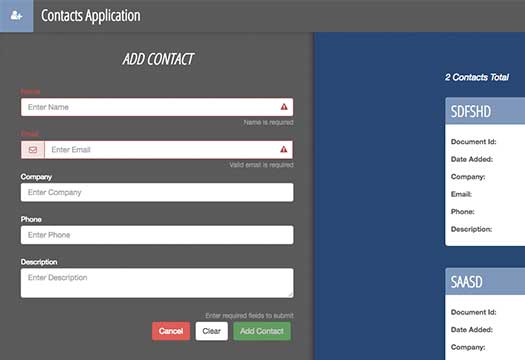 Contacts Application
ADD CONTACT
Name
Enter Name
Name is required
Email
Enter Email
Valid email is required
Company
Enter Company
Phone
Enter Phone
Description
Enter Description
Enter required fields to submit
Cancel
Clear
Add Contact
2 Contacts Total
SDFSHD
Document Id:
Date Added:
Company:
Email:
Phone:
Description:
SAASD
Document Id:
Date Added:
Company: